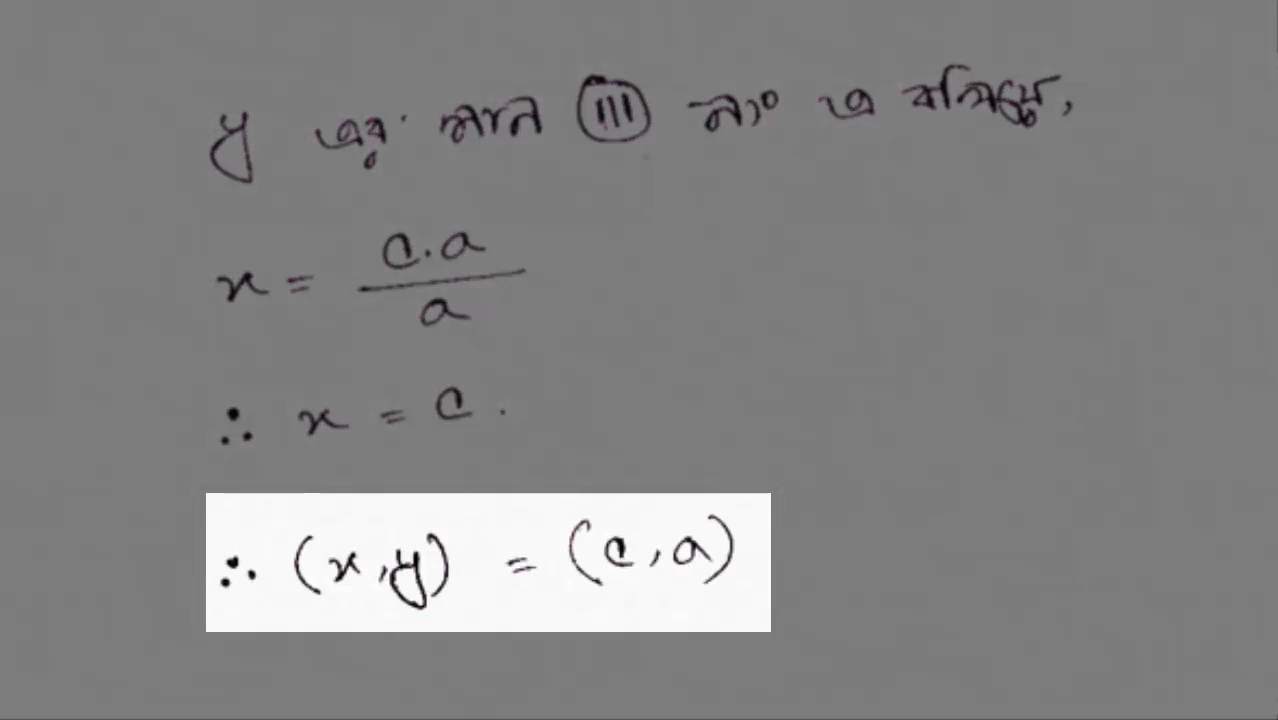 y এর মান (iii) নং এ বসিয়ে,
x = c.a / a
∴ x = c.
∴ (x,y) = (c,a)